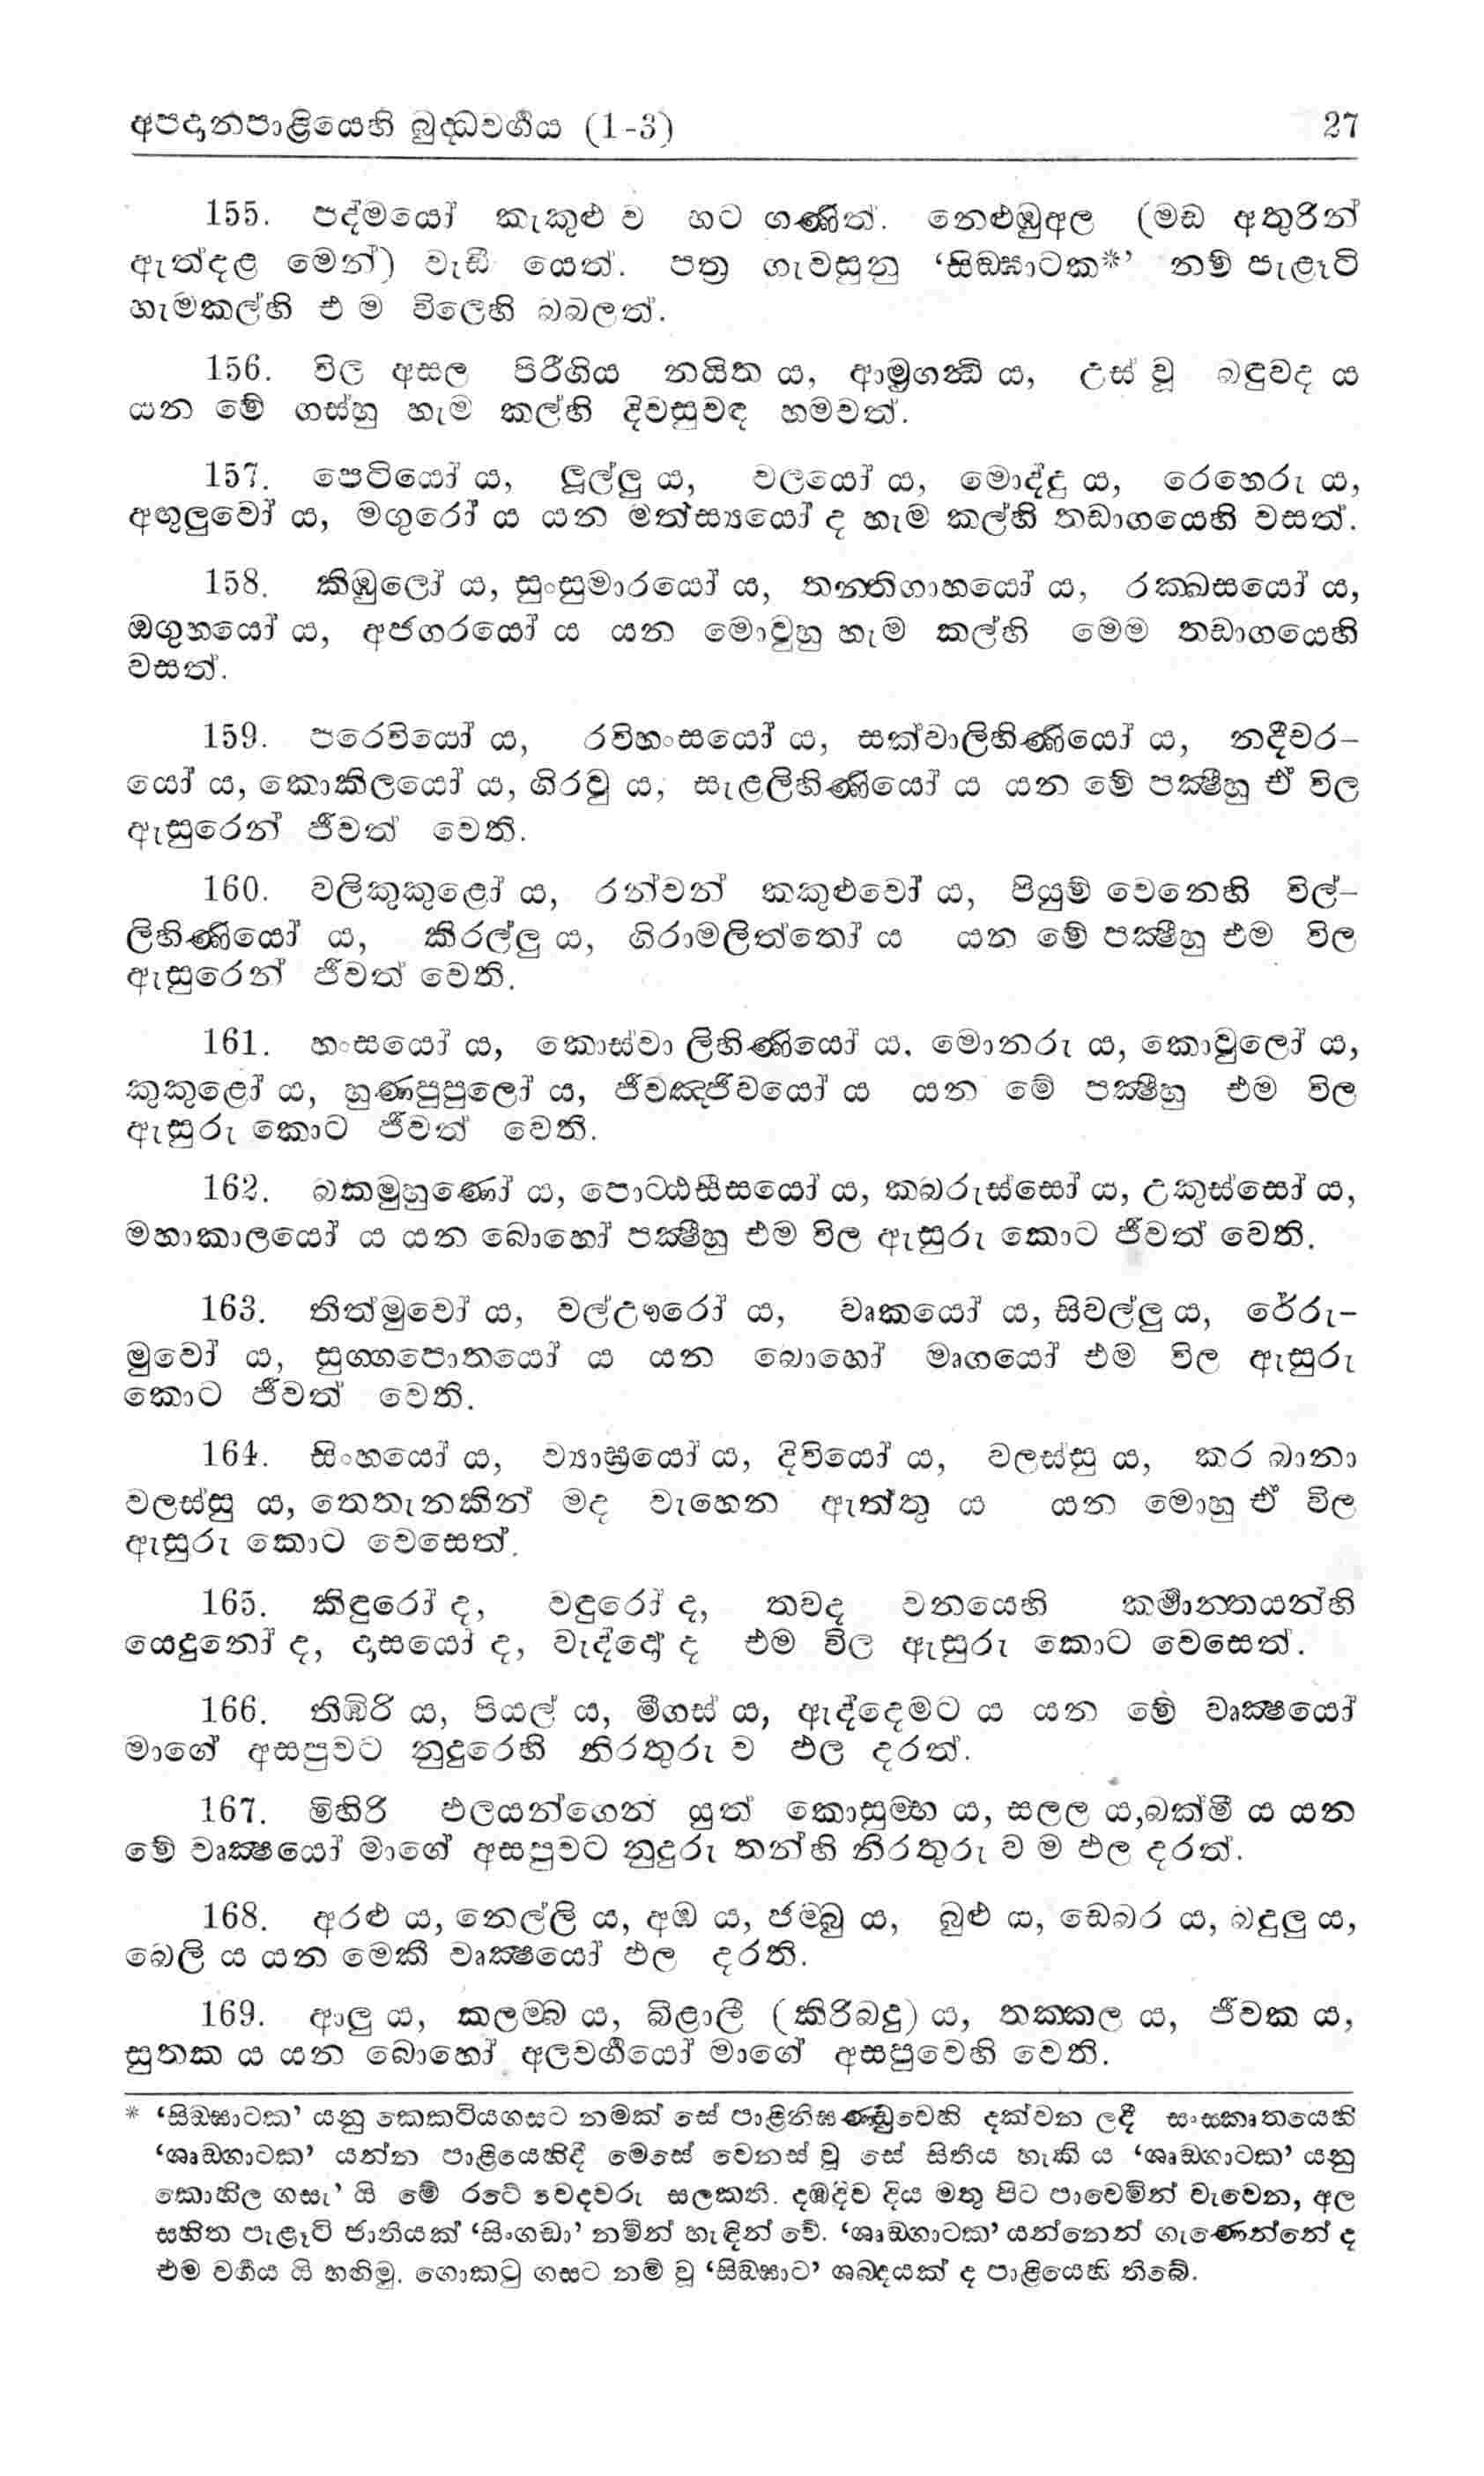 අපදානපාළියෙහි බුද්ධවර්‍ගය (1-3) 27
155. පද්මයෝ කැකුළු ව හට ගණිත්. නෙළුඹුඅල (මඩ අතුරින්
ඇත්දළ මෙන්) වැඩී යෙත්. පත්‍ර ගැවසුනු ‘සිඞ්ඝාටක*’ නම් පැළෑටි
හැමකල්හි එ ම විලෙහි බබලත්.
156. විල අසල පිරීගිය නයිත ය, ආම්‍රගන්‍ධි ය, උස් වූ බඳුවද ය
යන මේ ගස්හු හැම කල්හි දිවසුවඳ හමවත්.
157. පෙටියෝ ය, ලූල්ලු ය, වලයෝ ය, මොද්දු ය, රෙහෙරු ය,
අඟුලුවෝ ය, මගුරෝ ය යන මත්ස්‍යයෝ ද හැම කල්හි තඩාගයෙහි වසත්.
158. කිඹුලෝ ය, සුංසුමාරයෝ ය, තන්‍තිගාහයෝ ය, රක්‍ඛසයෝ ය,
ඔගුහයෝ ය, අජගරයෝ ය යන මොවුහු හැම කල්හි මෙම තඩාගයෙහි
වසත්.
159. පරෙවියෝ ය, රවිහංසයෝ ය, සක්වාලිහිණියෝ ය, නදීචර-
යෝ ය, කොකිලයෝ ය, ගිරවු ය, සැළලිහිණියෝ ය යන මේ පක්‍ෂීහු ඒ විල
ඇසුරෙන් ජීවත් වෙති.
160. වලිකුකුළෝ ය, රන්වන් කකුළුවෝ ය, පියුම් වෙනෙහි විල්-
ලිහිණියෝ ය, කිරල්ලු ය, ගිරාමලිත්තෝ ය යන මේ පක්‍ෂීහු එම විල
ඇසුරෙන් ජීවත් වෙති.
161. හංසයෝ ය, කොස්වා ලිහිණියෝ ය. මොනරු ය, කොවුලෝ ය,
කුකුළෝ ය, හුණපුපුලෝ ය, ජීවඤ්ජීවයෝ ය යන මේ පක්‍ෂීහු එම විල
ඇසුරු කොට ජීවත් වෙති.
162. බකමුහුණෝ ය, පොට්ඨසීසයෝ ය, කබරුස්සෝ ය, උකුස්සෝ ය,
මහාකාලයෝ ය යන බොහෝ පක්‍ෂීහු එම විල ඇසුරු කොට ජීවත් වෙති.
163. තිත්මුවෝ ය, වල්ඌරෝ ය, වෘකයෝ ය, සිවල්ලු ය, රේරු-
මුවෝ ය, සුග්ගපොතයෝ ය යන බොහෝ මෘගයෝ එම විල ඇසුරු
කොට ජීවත් වෙති.
164. සිංහයෝ ය, ව්‍යාඝ්‍රයෝ ය, දිවියෝ ය, වලස්සු ය, කර බානා
වලස්සු ය, තෙතැනකින් මද වැහෙන ඇත්තු ය යන මොහු ඒ විල
ඇසුරු කොට වෙසෙත්.
165. කිඳුරෝ ද, වඳුරෝ ද, තවද වනයෙහි කර්‍මාන්තයන්හි
යෙදුනෝ ද, දාසයෝ ද, වැද්දෝ ද එම විල ඇසුරු කොට වෙසෙත්.
166. තිඹිරි ය, පියල් ය, මීගස් ය, ඇද්දෙමට ය යන මේ වෘක්‍ෂයෝ
මාගේ අසපුවට නුදුරෙහි නිරතුරු ව ඵල දරත්.
167. මිහිරි ඵලයන්ගෙන් යුත් කොසුම්භ ය, සලල ය,බක්මී ය යන
මේ වෘක්‍ෂයෝ මාගේ අසපුවට නුදුරු තන්හි නිරතුරු ව ම ඵල දරත්.
168. අරළු ය, නෙල්ලි ය, අඹ ය, ජම්බු ය, බුළු ය, ඩෙබර ය, බදුලු ය,
බෙලි ය යන මෙකී වෘක්‍ෂයෝ ඵල දරති.
169. ආලු ය, කලම්බ ය, බිළාලී (කිරිබදු) ය, තක්කල ය, ජීවක ය,
සුතක ය යන බොහෝ අලවර්‍ගයෝ මාගේ අසපුවෙහි වෙති.
* ‘සිඞ්ඝාටක’ යනු කෙකටියගසට නමක් සේ පාළිනිඝණ්ඩුවෙහි දක්වන ලදී සංස්කෘතයෙහි
‘ශෘඞ්ගාටක’ යන්න පාළියෙහිදී මෙසේ වෙනස් වූ සේ සිතිය හැකි ය ‘ශෘඞ්ගාටක’ යනු
කොහිල ගසැ’ යි මේ රටේ වෙදවරු සලකති. දඹදිව දිය මතු පිට පාවෙමින් වැවෙන, අල
සහිත පැළෑටි ජාතියක් ‘සිංගඩා’ නමින් හැඳින් වේ. ‘ශෘඞ්ගාටක’ යන්නෙන් ගැණෙන්නේ ද
එම වර්‍ගය යි හඟිමු. ගොකටු ගසට නම් වූ ‘සිඞ්ඝාට’ ශබ්දයක් ද පාළියෙහි තිබේ.